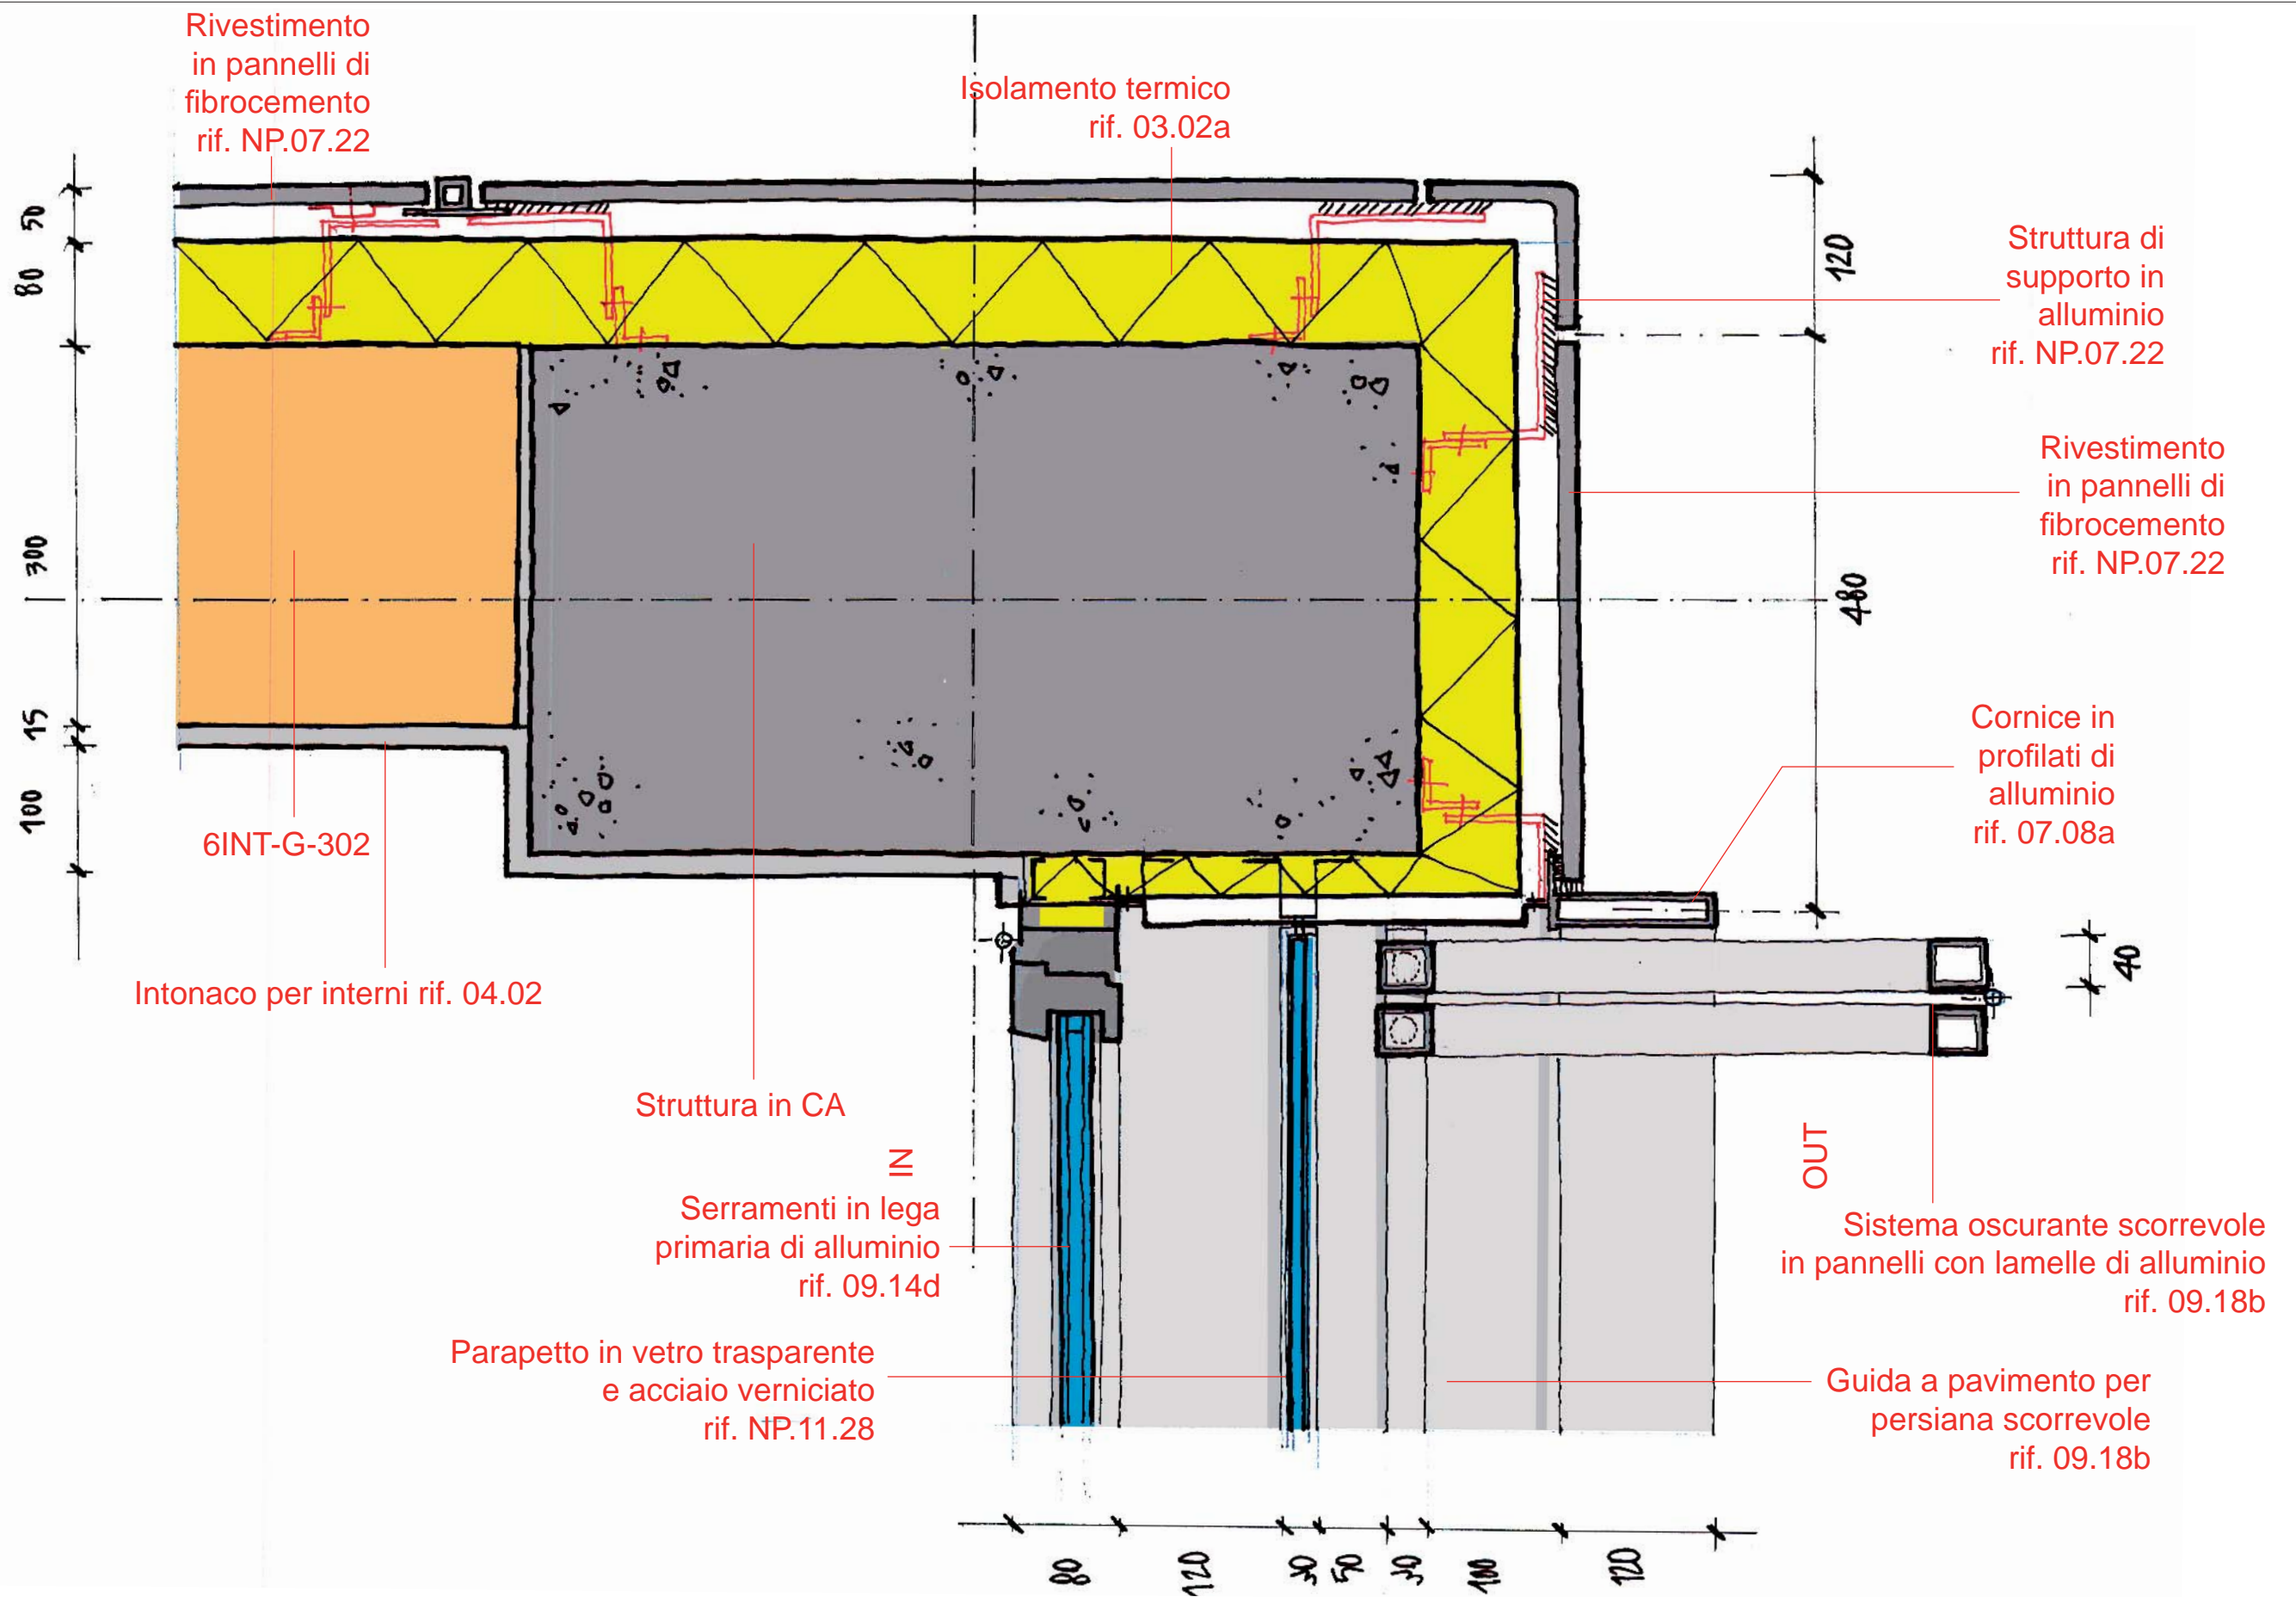 Rivestimento
in pannelli di
fibrocemento
rif. NP.07.22
Isolamento termico
rif. 03.02a
Struttura di
supporto in
alluminio
rif. NP.07.22
Rivestimento
in pannelli di
fibrocemento
rif. NP.07.22
Cornice in
profilati di
alluminio
rif. 07.08a
50
80
300
15
100
120
480
40
6INT-G-302
Intonaco per interni rif. 04.02
Struttura in CA
IN
OUT
Serramenti in lega
primaria di alluminio
rif. 09.14d
Sistema oscurante scorrevole
in pannelli con lamelle di alluminio
rif. 09.18b
Parapetto in vetro trasparente
e acciaio verniciato
rif. NP.11.28
Guida a pavimento per
persiana scorrevole
rif. 09.18b
80
120
30
50
30
100
120